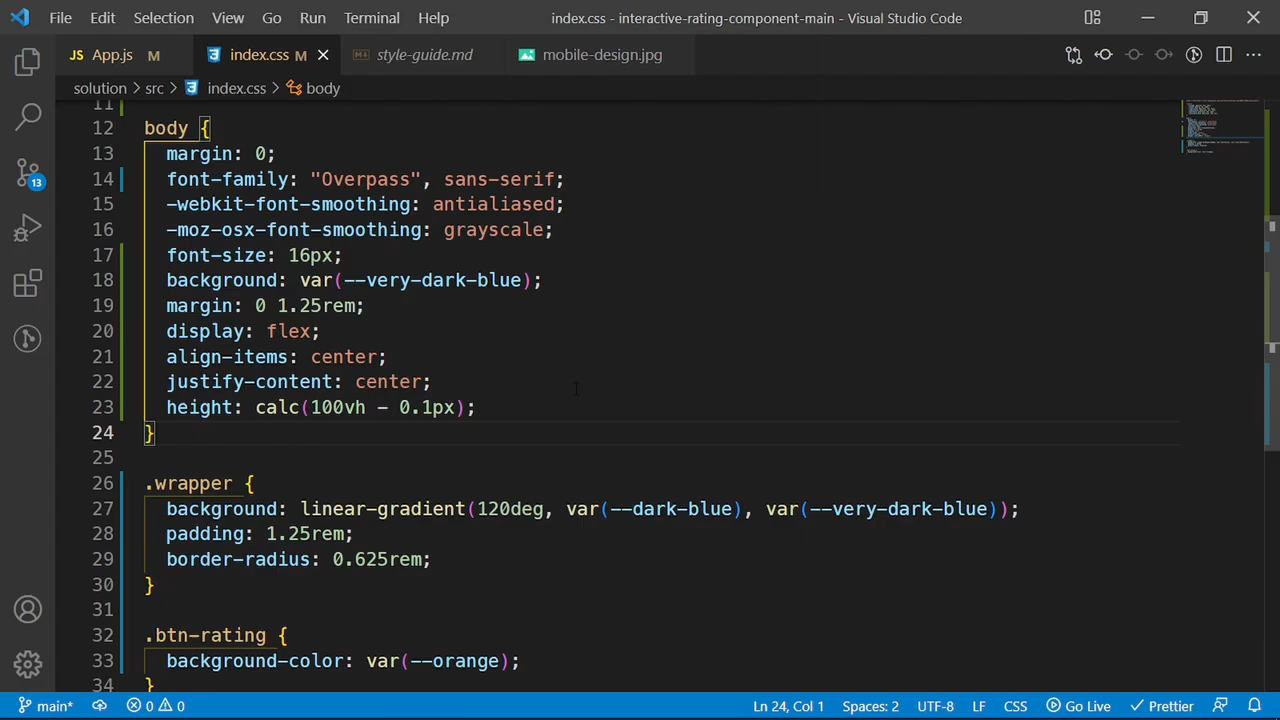 File Edit Selection View Go Run Terminal Help index.css - interactive-rating-component-main - Visual Studio Code
JS App.js M index.css M style-guide.md mobile-design.jpg
solution > src > index.css > body
11
12 body {
13 margin: 0;
14 font-family: "Overpass", sans-serif;
15 -webkit-font-smoothing: antialiased;
16 -moz-osx-font-smoothing: grayscale;
17 font-size: 16px;
18 background: var(--very-dark-blue);
19 margin: 0 1.25rem;
20 display: flex;
21 align-items: center;
22 justify-content: center;
23 height: calc(100vh - 0.1px);
24 }
25
26 .wrapper {
27 background: linear-gradient(120deg, var(--dark-blue), var(--very-dark-blue));
28 padding: 1.25rem;
29 border-radius: 0.625rem;
30 }
31
32 .btn-rating {
33 background-color: var(--orange);
34 }
13
main* 0 0 Ln 24, Col 1 Spaces: 2 UTF-8 LF CSS Go Live Prettier